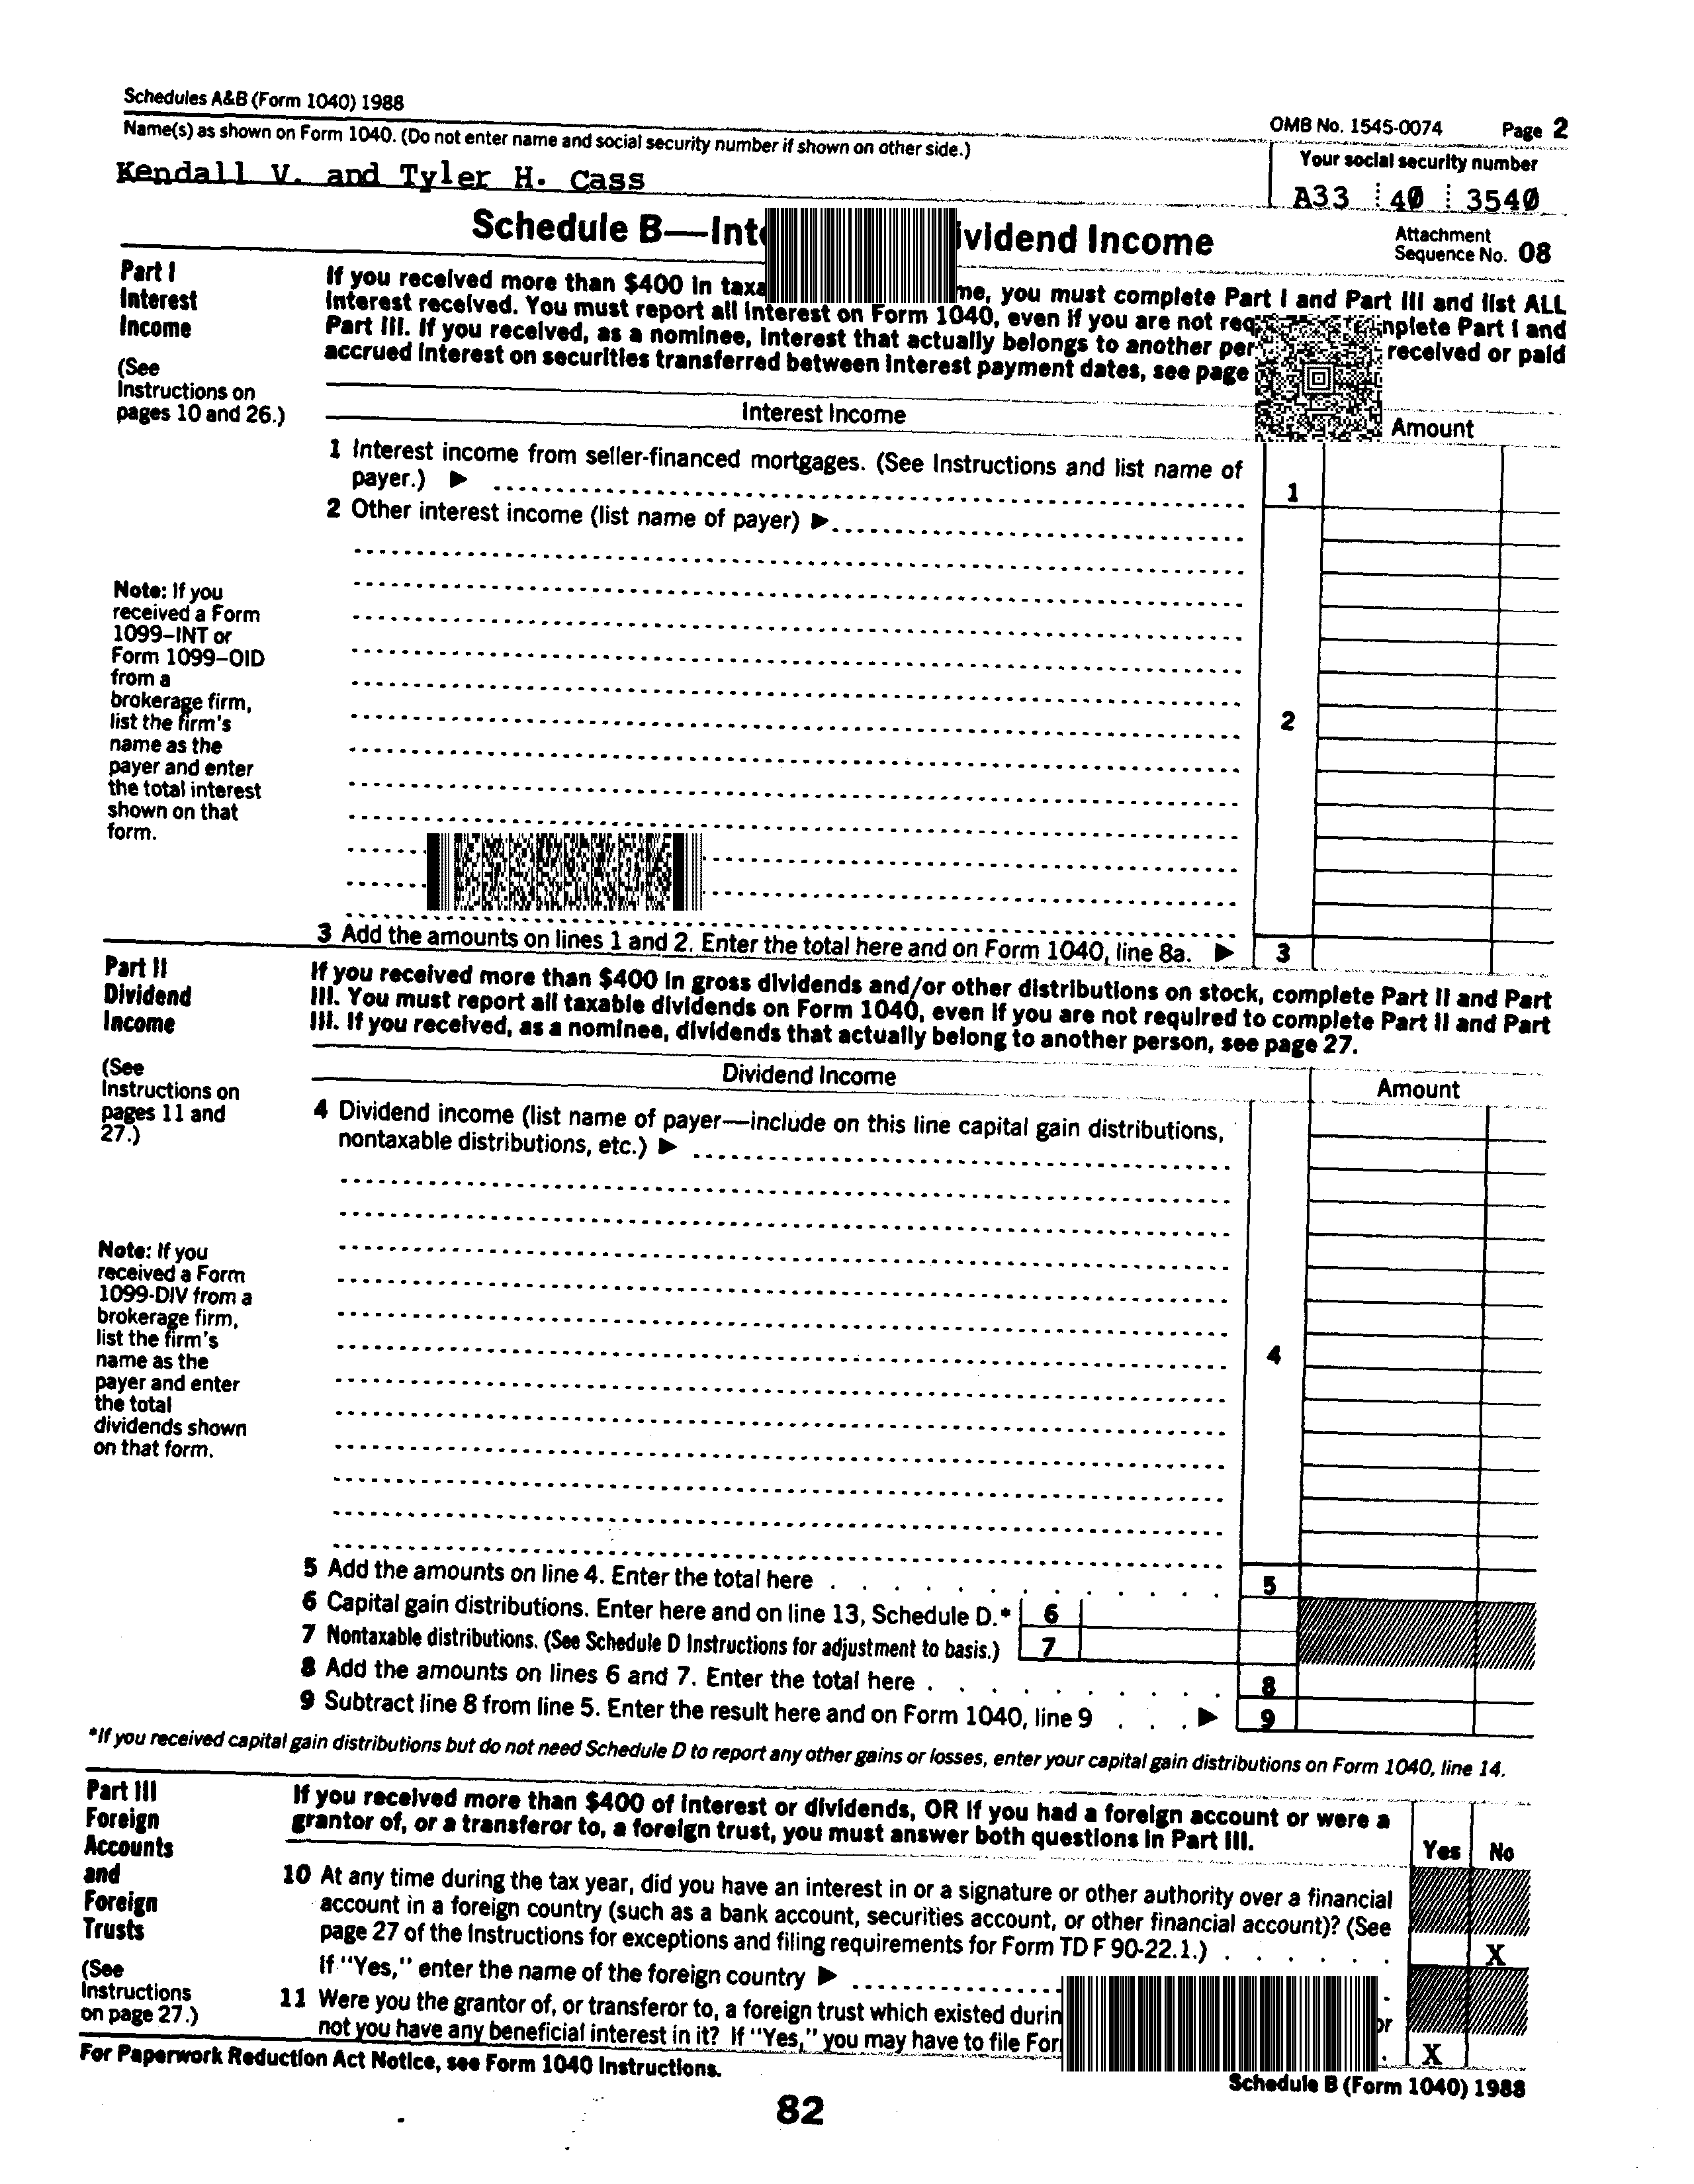 Schedules A&B (Form 1040) 1988
OMB No. 1545-0074 Page 2
Name(s) as shown on Form 1040. (Do not enter name and social security number if shown on other side.)
Your social security number
Kendall V. and Tyler H. Cass
A33 40 3540
Schedule B—Inte ividend Income
Attachment
Sequence No. 08
Part I
Interest
Income
(See
Instructions on
pages 10 and 26.)
If you received more than $400 in taxa me, you must complete Part I and Part III and list ALL
interest received. You must report all interest on Form 1040, even if you are not req nplete Part I and
Part III. If you received, as a nominee, interest that actually belongs to another per received or paid
accrued interest on securities transferred between interest payment dates, see page
Interest Income
Amount
1 Interest income from seller-financed mortgages. (See Instructions and list name of
payer.) ▶
1
2 Other interest income (list name of payer) ▶
Note: If you
received a Form
1099–INT or
Form 1099–OID
from a
brokerage firm,
list the firm's
name as the
payer and enter
the total interest
shown on that
form.
2
3 Add the amounts on lines 1 and 2. Enter the total here and on Form 1040, line 8a. ▶ 3
Part II
Dividend
Income
(See
Instructions on
pages 11 and
27.)
If you received more than $400 in gross dividends and/or other distributions on stock, complete Part II and Part
III. You must report all taxable dividends on Form 1040, even if you are not required to complete Part II and Part
III. If you received, as a nominee, dividends that actually belong to another person, see page 27.
Dividend Income
Amount
4 Dividend income (list name of payer—include on this line capital gain distributions,
nontaxable distributions, etc.) ▶
Note: If you
received a Form
1099-DIV from a
brokerage firm,
list the firm's
name as the
payer and enter
the total
dividends shown
on that form.
4
5 Add the amounts on line 4. Enter the total here . . . . . . . . . . . . 5
6 Capital gain distributions. Enter here and on line 13, Schedule D.* 6
7 Nontaxable distributions. (See Schedule D Instructions for adjustment to basis.) 7
8 Add the amounts on lines 6 and 7. Enter the total here . . . . . . . . . . 8
9 Subtract line 8 from line 5. Enter the result here and on Form 1040, line 9 . . . ▶ 9
*If you received capital gain distributions but do not need Schedule D to report any other gains or losses, enter your capital gain distributions on Form 1040, line 14.
Part III
Foreign
Accounts
and
Foreign
Trusts
(See
Instructions
on page 27.)
If you received more than $400 of interest or dividends, OR if you had a foreign account or were a
grantor of, or a transferor to, a foreign trust, you must answer both questions in Part III.
Yes No
10 At any time during the tax year, did you have an interest in or a signature or other authority over a financial
account in a foreign country (such as a bank account, securities account, or other financial account)? (See
page 27 of the Instructions for exceptions and filing requirements for Form TD F 90-22.1.) . . . . . . X
If "Yes," enter the name of the foreign country ▶
11 Were you the grantor of, or transferor to, a foreign trust which existed durin or
not you have any beneficial interest in it? If "Yes," you may have to file For . X
For Paperwork Reduction Act Notice, see Form 1040 Instructions.
Schedule B (Form 1040) 1988
82